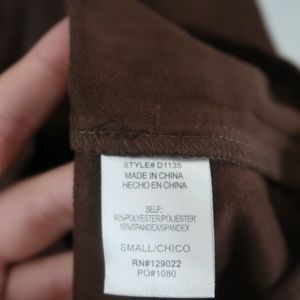 STYLE# D1135
MADE IN CHINA
HECHO EN CHINA
SELF:
90%POLYESTER/POLIESTER
10%SPANDEX/SPANDEX
SMALL/CHICO
RN#129022
PO#1080